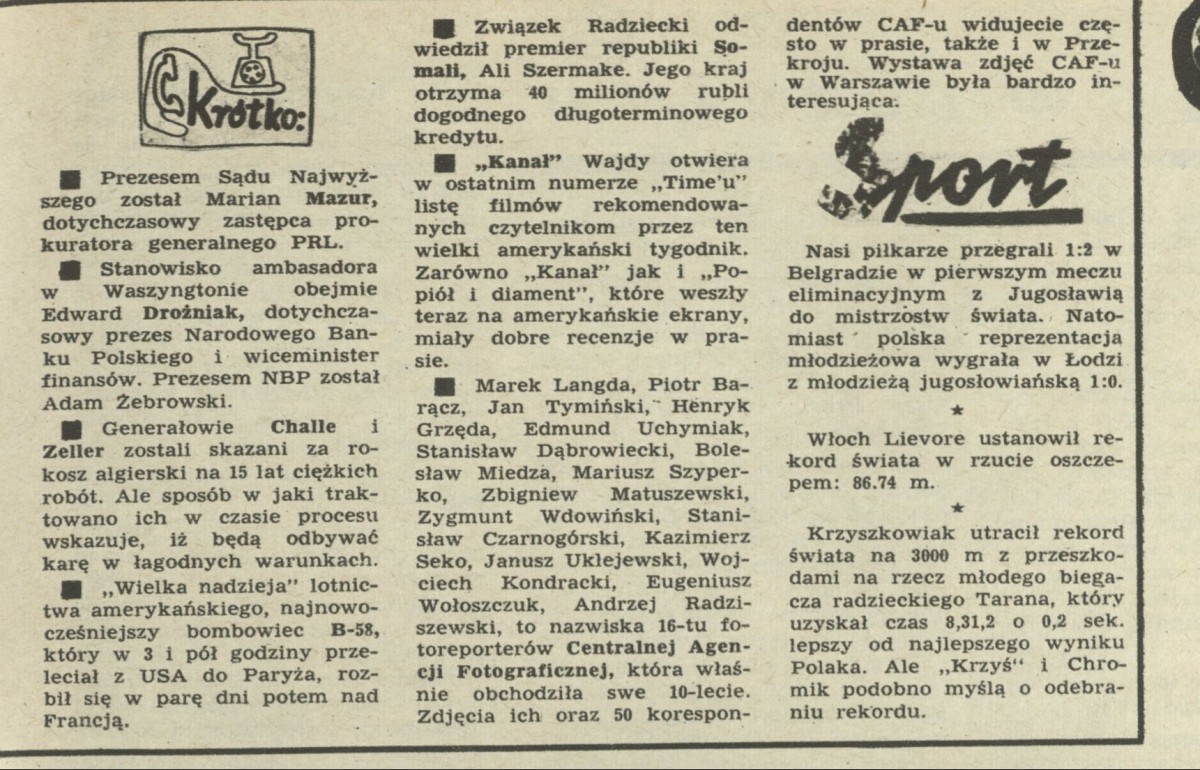 Krótko:
■ Prezesem Sądu Najwyż-
szego został Marian Mazur,
dotychczasowy zastępca pro-
kuratora generalnego PRL.
■ Stanowisko ambasadora
w Waszyngtonie obejmie
Edward Drożniak, dotychcza-
sowy prezes Narodowego Ban-
ku Polskiego i wiceminister
finansów. Prezesem NBP został
Adam Żebrowski.
■ Generałowie Challe i
Zeller zostali skazani za ro-
kosz algierski na 15 lat ciężkich
robót. Ale sposób w jaki trak-
towano ich w czasie procesu
wskazuje, iż będą odbywać
karę w łagodnych warunkach.
■ „Wielka nadzieja” lotnic-
twa amerykańskiego, najnowo-
cześniejszy bombowiec B-58,
który w 3 i pół godziny prze-
leciał z USA do Paryża, roz-
bił się w parę dni potem nad
Francją.
■ Związek Radziecki od-
wiedził premier republiki So-
mali, Ali Szermake. Jego kraj
otrzyma 40 milionów rubli
dogodnego długoterminowego
kredytu.
■ „Kanał” Wajdy otwiera
w ostatnim numerze „Time'u”
listę filmów rekomendowa-
nych czytelnikom przez ten
wielki amerykański tygodnik.
Zarówno „Kanał” jak i „Po-
piół i diament”, które weszły
teraz na amerykańskie ekrany,
miały dobre recenzje w pra-
sie.
■ Marek Langda, Piotr Ba-
rącz, Jan Tymiński, Henryk
Grzęda, Edmund Uchymiak,
Stanisław Dąbrowiecki, Bole-
sław Miedza, Mariusz Szyper-
ko, Zbigniew Matuszewski,
Zygmunt Wdowiński, Stani-
sław Czarnogórski, Kazimierz
Seko, Janusz Uklejewski, Woj-
ciech Kondracki, Eugeniusz
Wołoszczuk, Andrzej Radzi-
szewski, to nazwiska 16-tu fo-
toreporterów Centralnej Agen-
cji Fotograficznej, która właś-
nie obchodziła swe 10-lecie.
Zdjęcia ich oraz 50 korespon-
dentów CAF-u widujecie czę-
sto w prasie, także i w Prze-
kroju. Wystawa zdjęć CAF-u
w Warszawie była bardzo in-
teresująca.
Sport
Nasi piłkarze przegrali 1:2 w
Belgradzie w pierwszym meczu
eliminacyjnym z Jugosławią
do mistrzostw świata. Nato-
miast polska reprezentacja
młodzieżowa wygrała w Łodzi
z młodzieżą jugosłowiańską 1:0.
★
Włoch Lievore ustanowił re-
kord świata w rzucie oszcze-
pem: 86.74 m.
★
Krzyszkowiak utracił rekord
świata na 3000 m z przeszko-
dami na rzecz młodego biega-
cza radzieckiego Tarana, który
uzyskał czas 8,31,2 o 0,2 sek.
lepszy od najlepszego wyniku
Polaka. Ale „Krzyś“ i Chro-
mik podobno myślą o odebra-
niu rekordu.